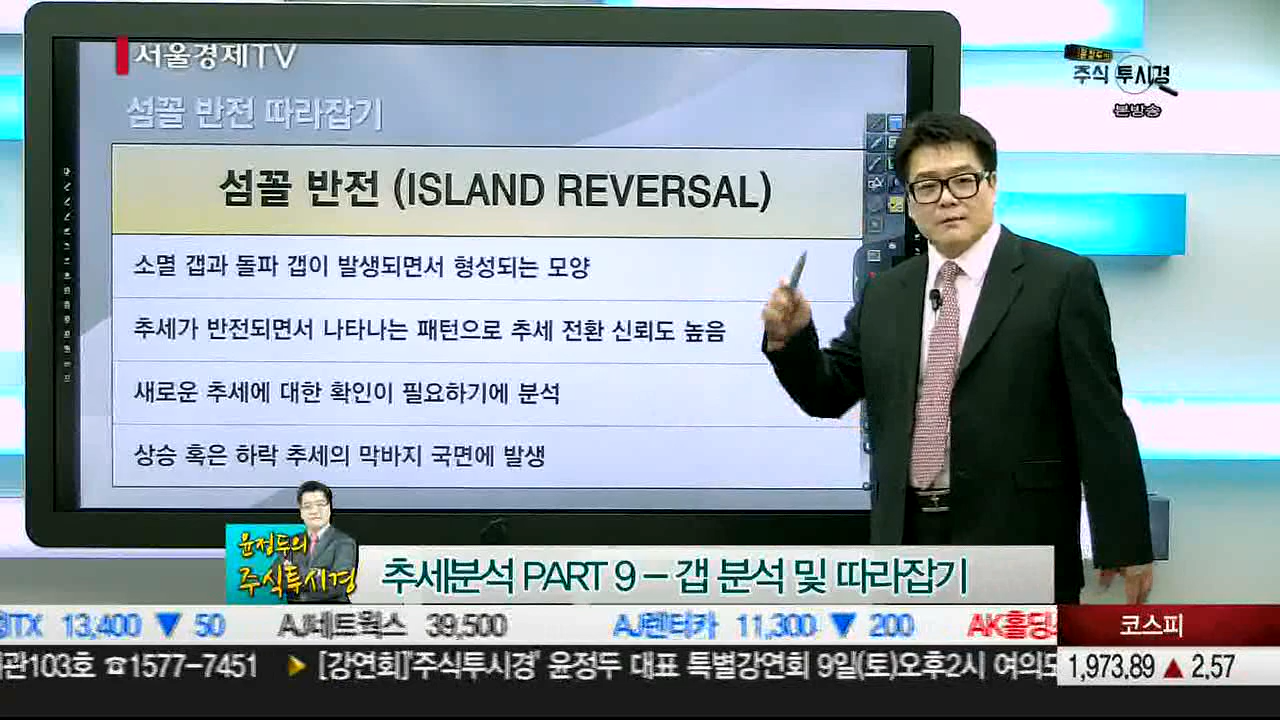 서울경제TV
윤정두의
주식 투시경
본방송
섬꼴 반전 따라잡기
섬꼴 반전 (ISLAND REVERSAL)
소멸 갭과 돌파 갭이 발생되면서 형성되는 모양
추세가 반전되면서 나타나는 패턴으로 추세 전환 신뢰도 높음
새로운 추세에 대한 확인이 필요하기에 분석
상승 혹은 하락 추세의 막바지 국면에 발생
윤정두의
주식투시경
추세분석 PART 9 – 갭 분석 및 따라잡기
TX 13,400 ▼ 50 AJ네트웍스 39,500 AJ렌터카 11,300 ▼ 200 AK홀딩
코스피
관103호 ☎1577-7451 ▶ [강연회]'주식투시경' 윤정두 대표 특별강연회 9일(토)오후2시 여의도
1,973.89 ▲ 2.57